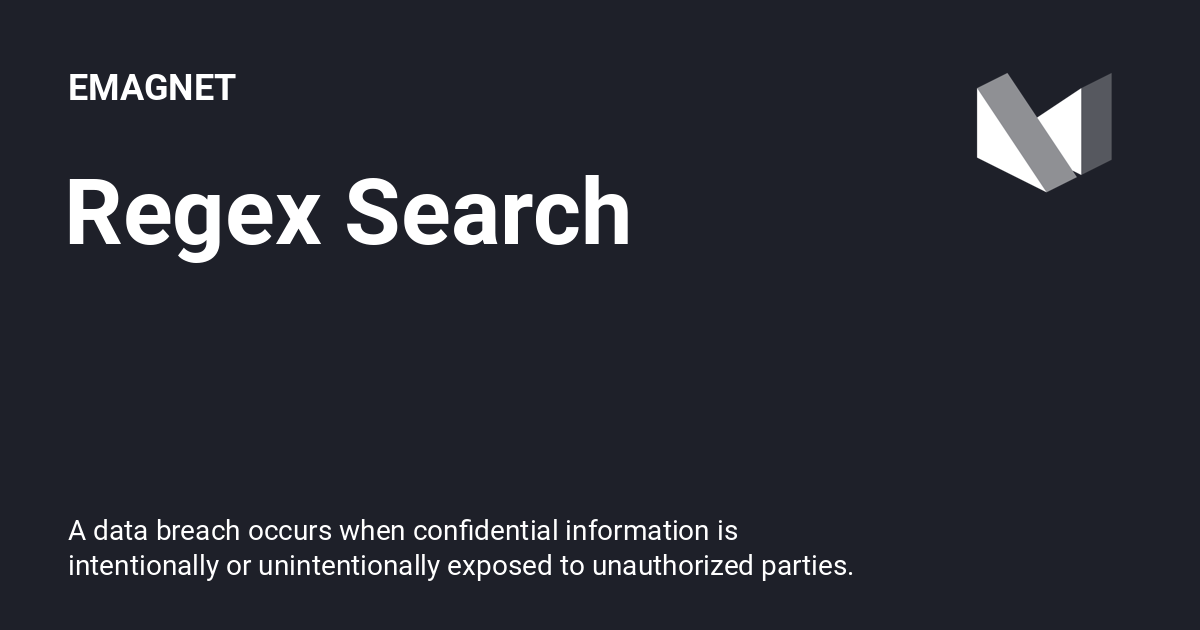 EMAGNET
Regex Search
A data breach occurs when confidential information is
intentionally or unintentionally exposed to unauthorized parties.